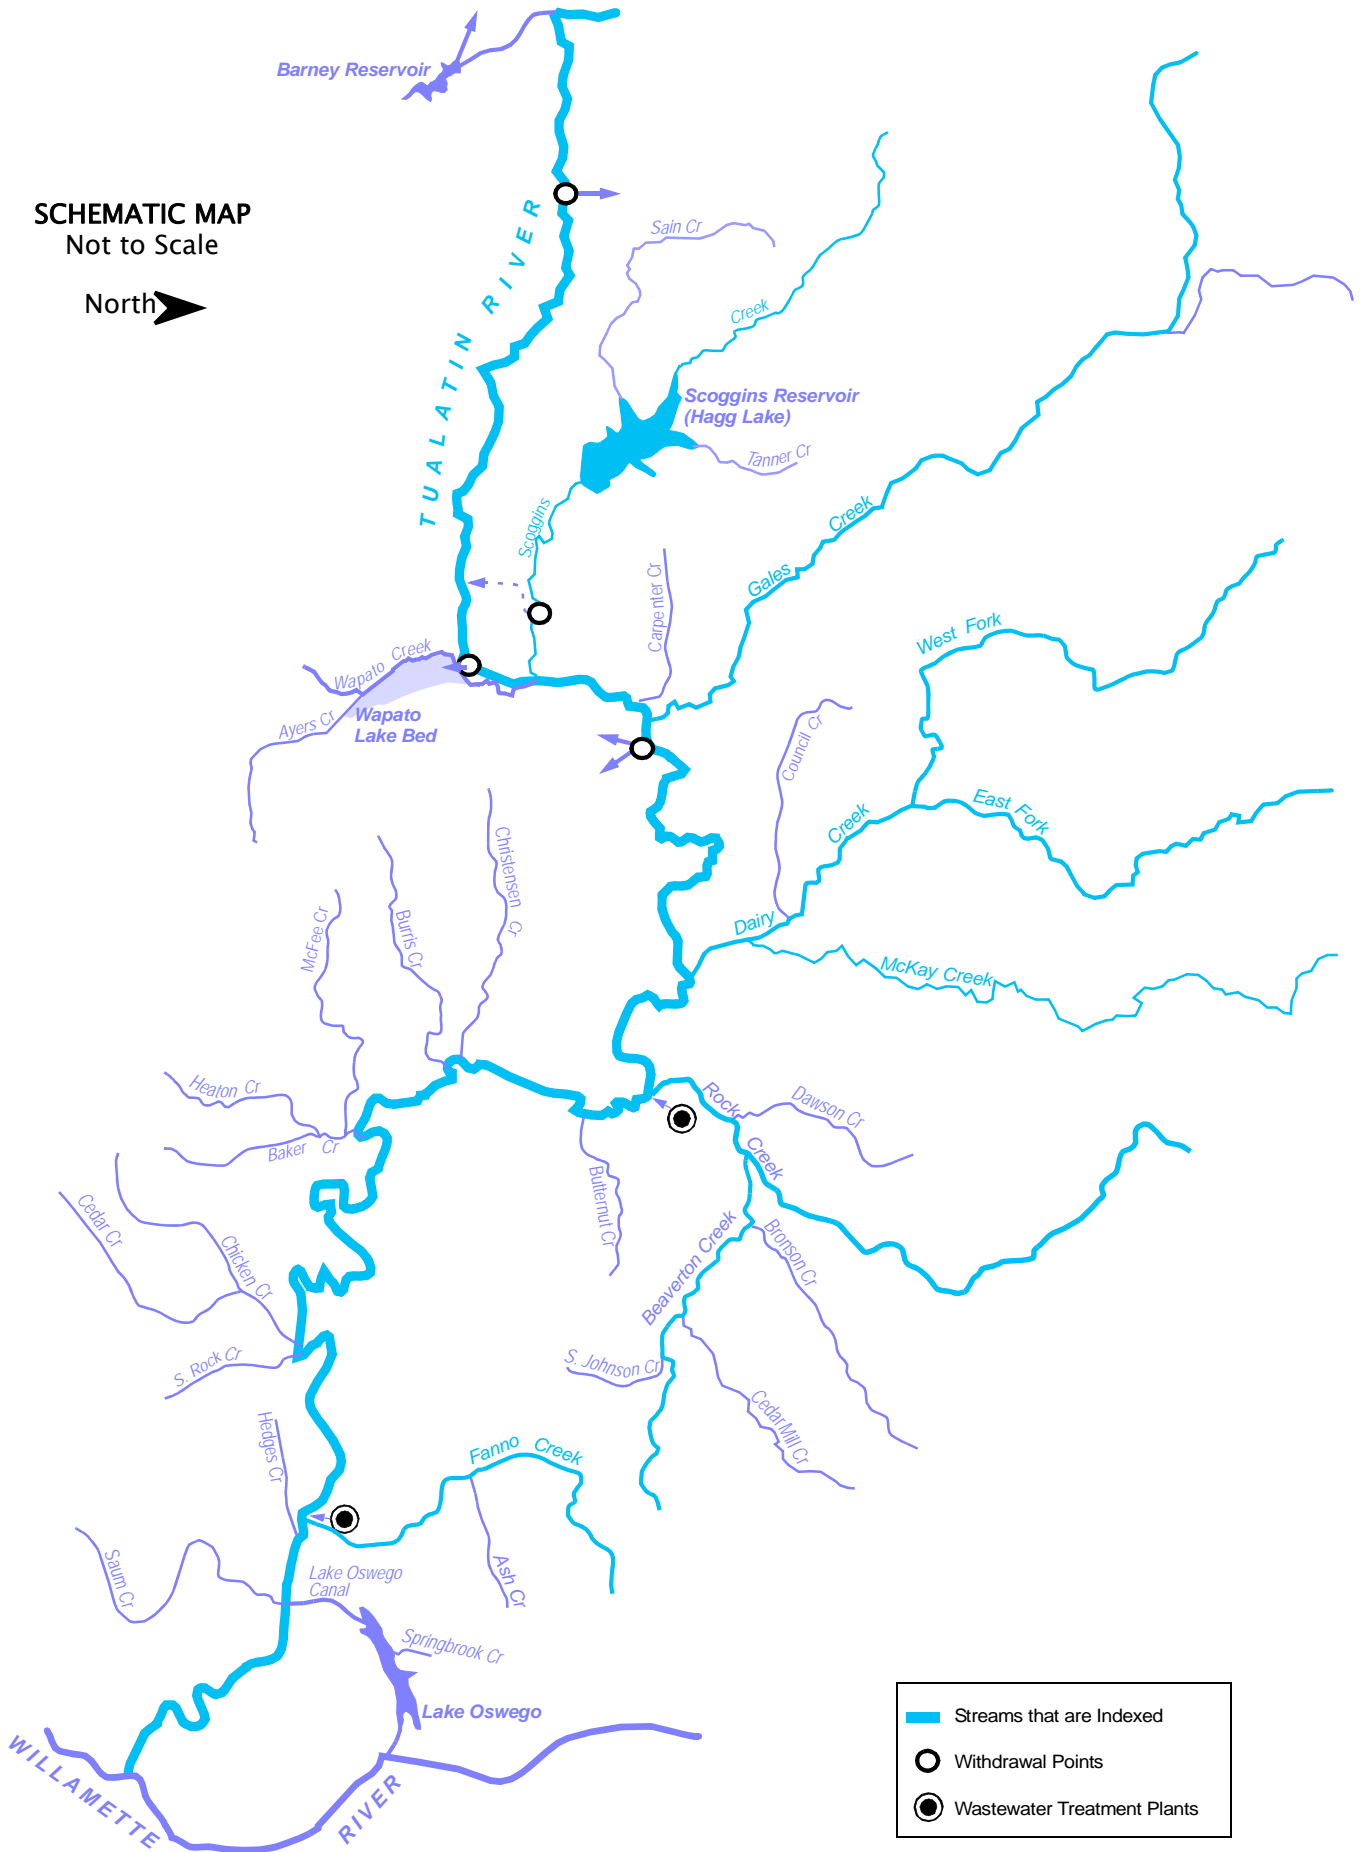 Barney Reservoir
SCHEMATIC MAP
Not to Scale
North
TUALATIN RIVER
Sain Cr
Creek
Scoggins Reservoir
(Hagg Lake)
Tanner Cr
Scoggins
Creek
Gales
Carpenter Cr
West Fork
Wapato Creek
Ayers Cr
Wapato
Lake Bed
Council Cr
East Fork
Creek
Dairy
McKay Creek
Christensen Cr
Burris Cr
McFee Cr
Heaton Cr
Baker Cr
Rock
Creek
Dawson Cr
Butternut Cr
Beaverton Creek
Bronson Cr
Cedar Cr
Chicken Cr
S. Rock Cr
S. Johnson Cr
Cedar Mill Cr
Hedges Cr
Fanno Creek
Ash Cr
Saum Cr
Lake Oswego
Canal
Springbrook Cr
Lake Oswego
WILLAMETTE
RIVER
Streams that are Indexed
Withdrawal Points
Wastewater Treatment Plants